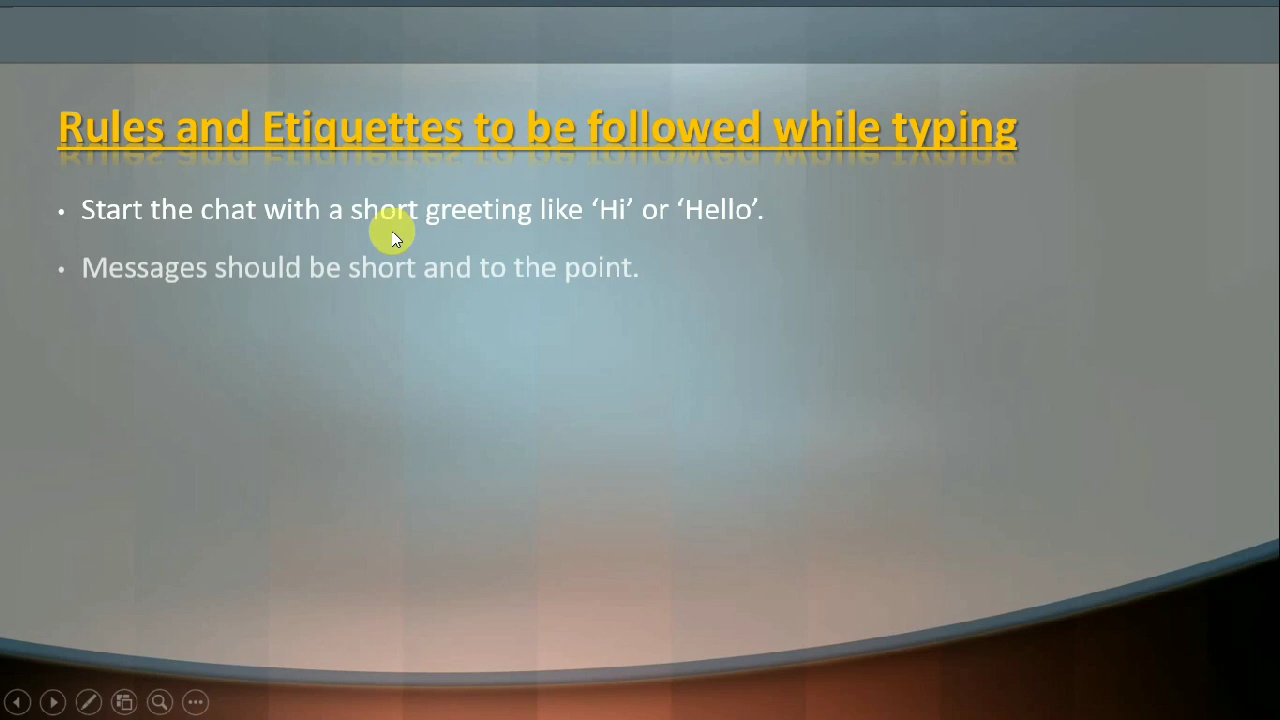 Rules and Etiquettes to be followed while typing
• Start the chat with a short greeting like ‘Hi’ or ‘Hello’.
• Messages should be short and to the point.